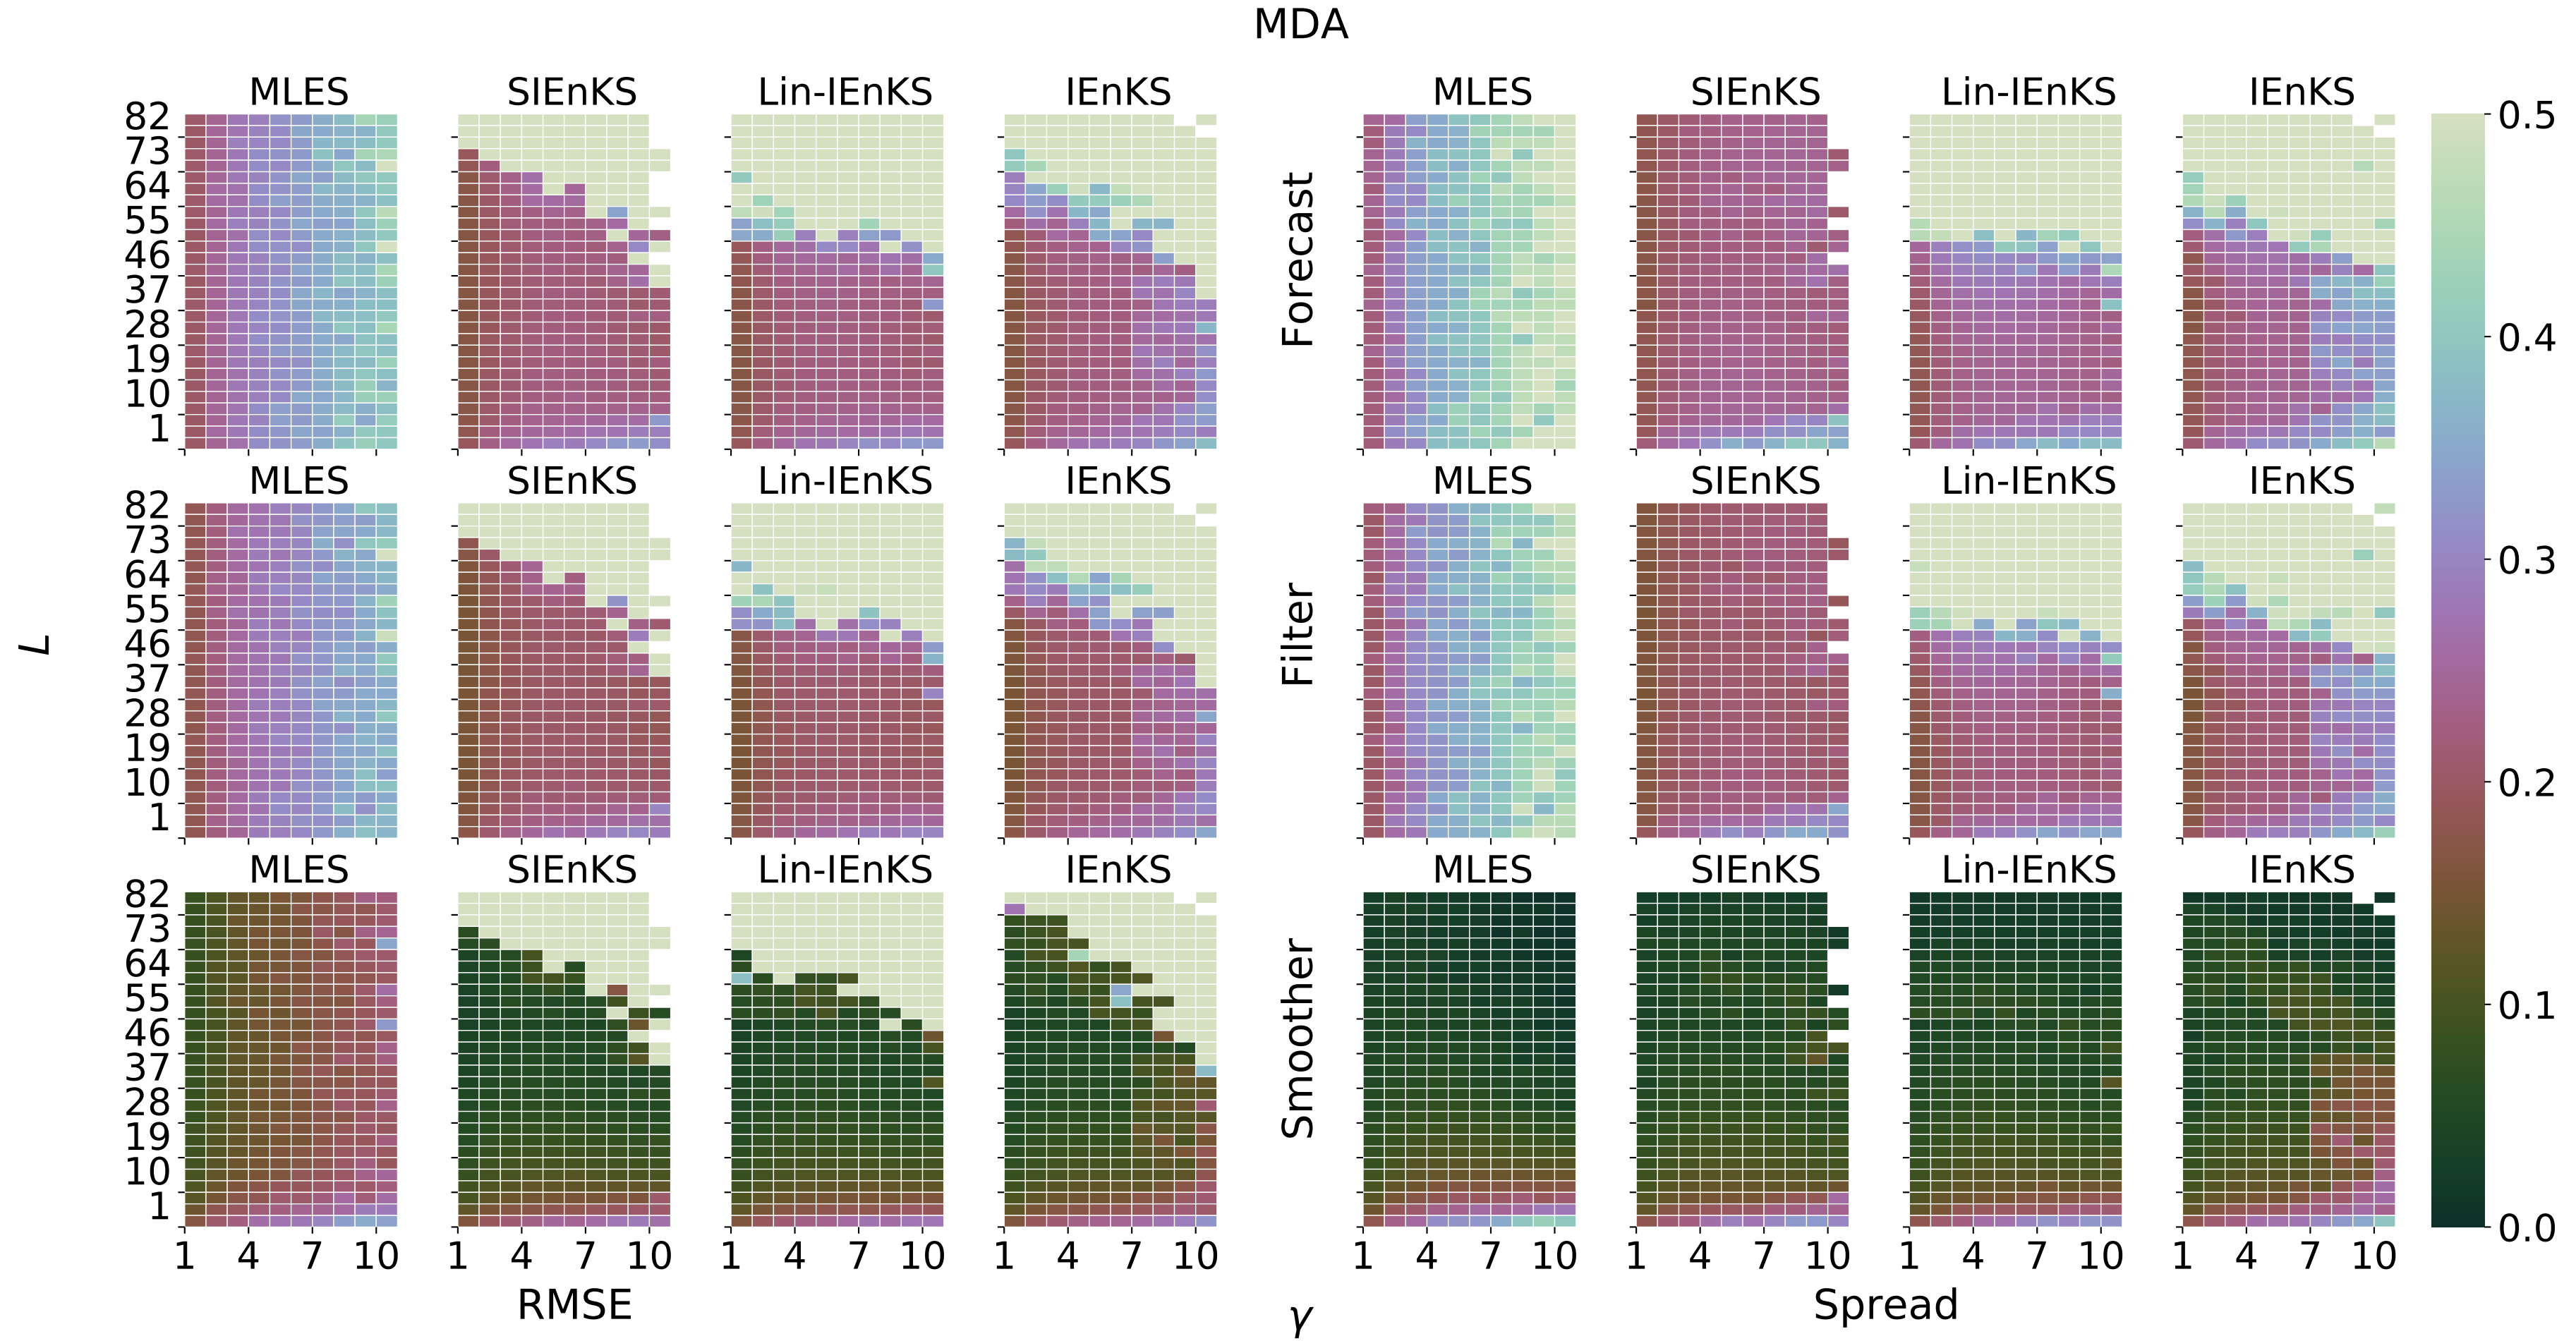 MDA
MLES SIEnKS Lin-IEnKS IEnKS MLES SIEnKS Lin-IEnKS IEnKS
82 73 64 55 46 46 37 28 19 10 1
Forecast
MLES SIEnKS Lin-IEnKS IEnKS MLES SIEnKS Lin-IEnKS IEnKS
82 73 64 55 46 46 37 28 19 10 1
L
Filter
MLES SIEnKS Lin-IEnKS IEnKS MLES SIEnKS Lin-IEnKS IEnKS
82 73 64 55 46 46 37 28 19 10 1
Smoother
0.5
0.4
0.3
0.2
0.1
0.0
1 4 7 10 1 4 7 10 1 4 7 10 1 4 7 10 1 4 7 10 1 4 7 10 1 4 7 10 1 4 7 10
RMSE Spread
γ